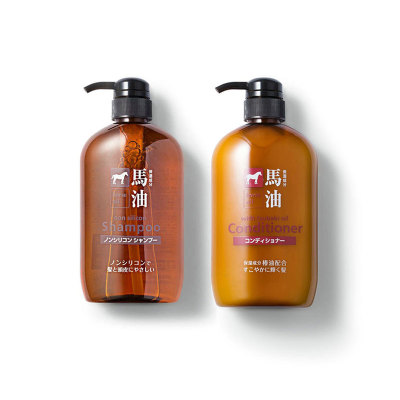 馬油
non silicon
Shampoo
ノンシリコン シャンプー
ノンシリコンで
髪と頭皮にやさしい
馬油
Conditioner
コンディショナー
保湿成分 椿油配合
すこやかに輝く髪